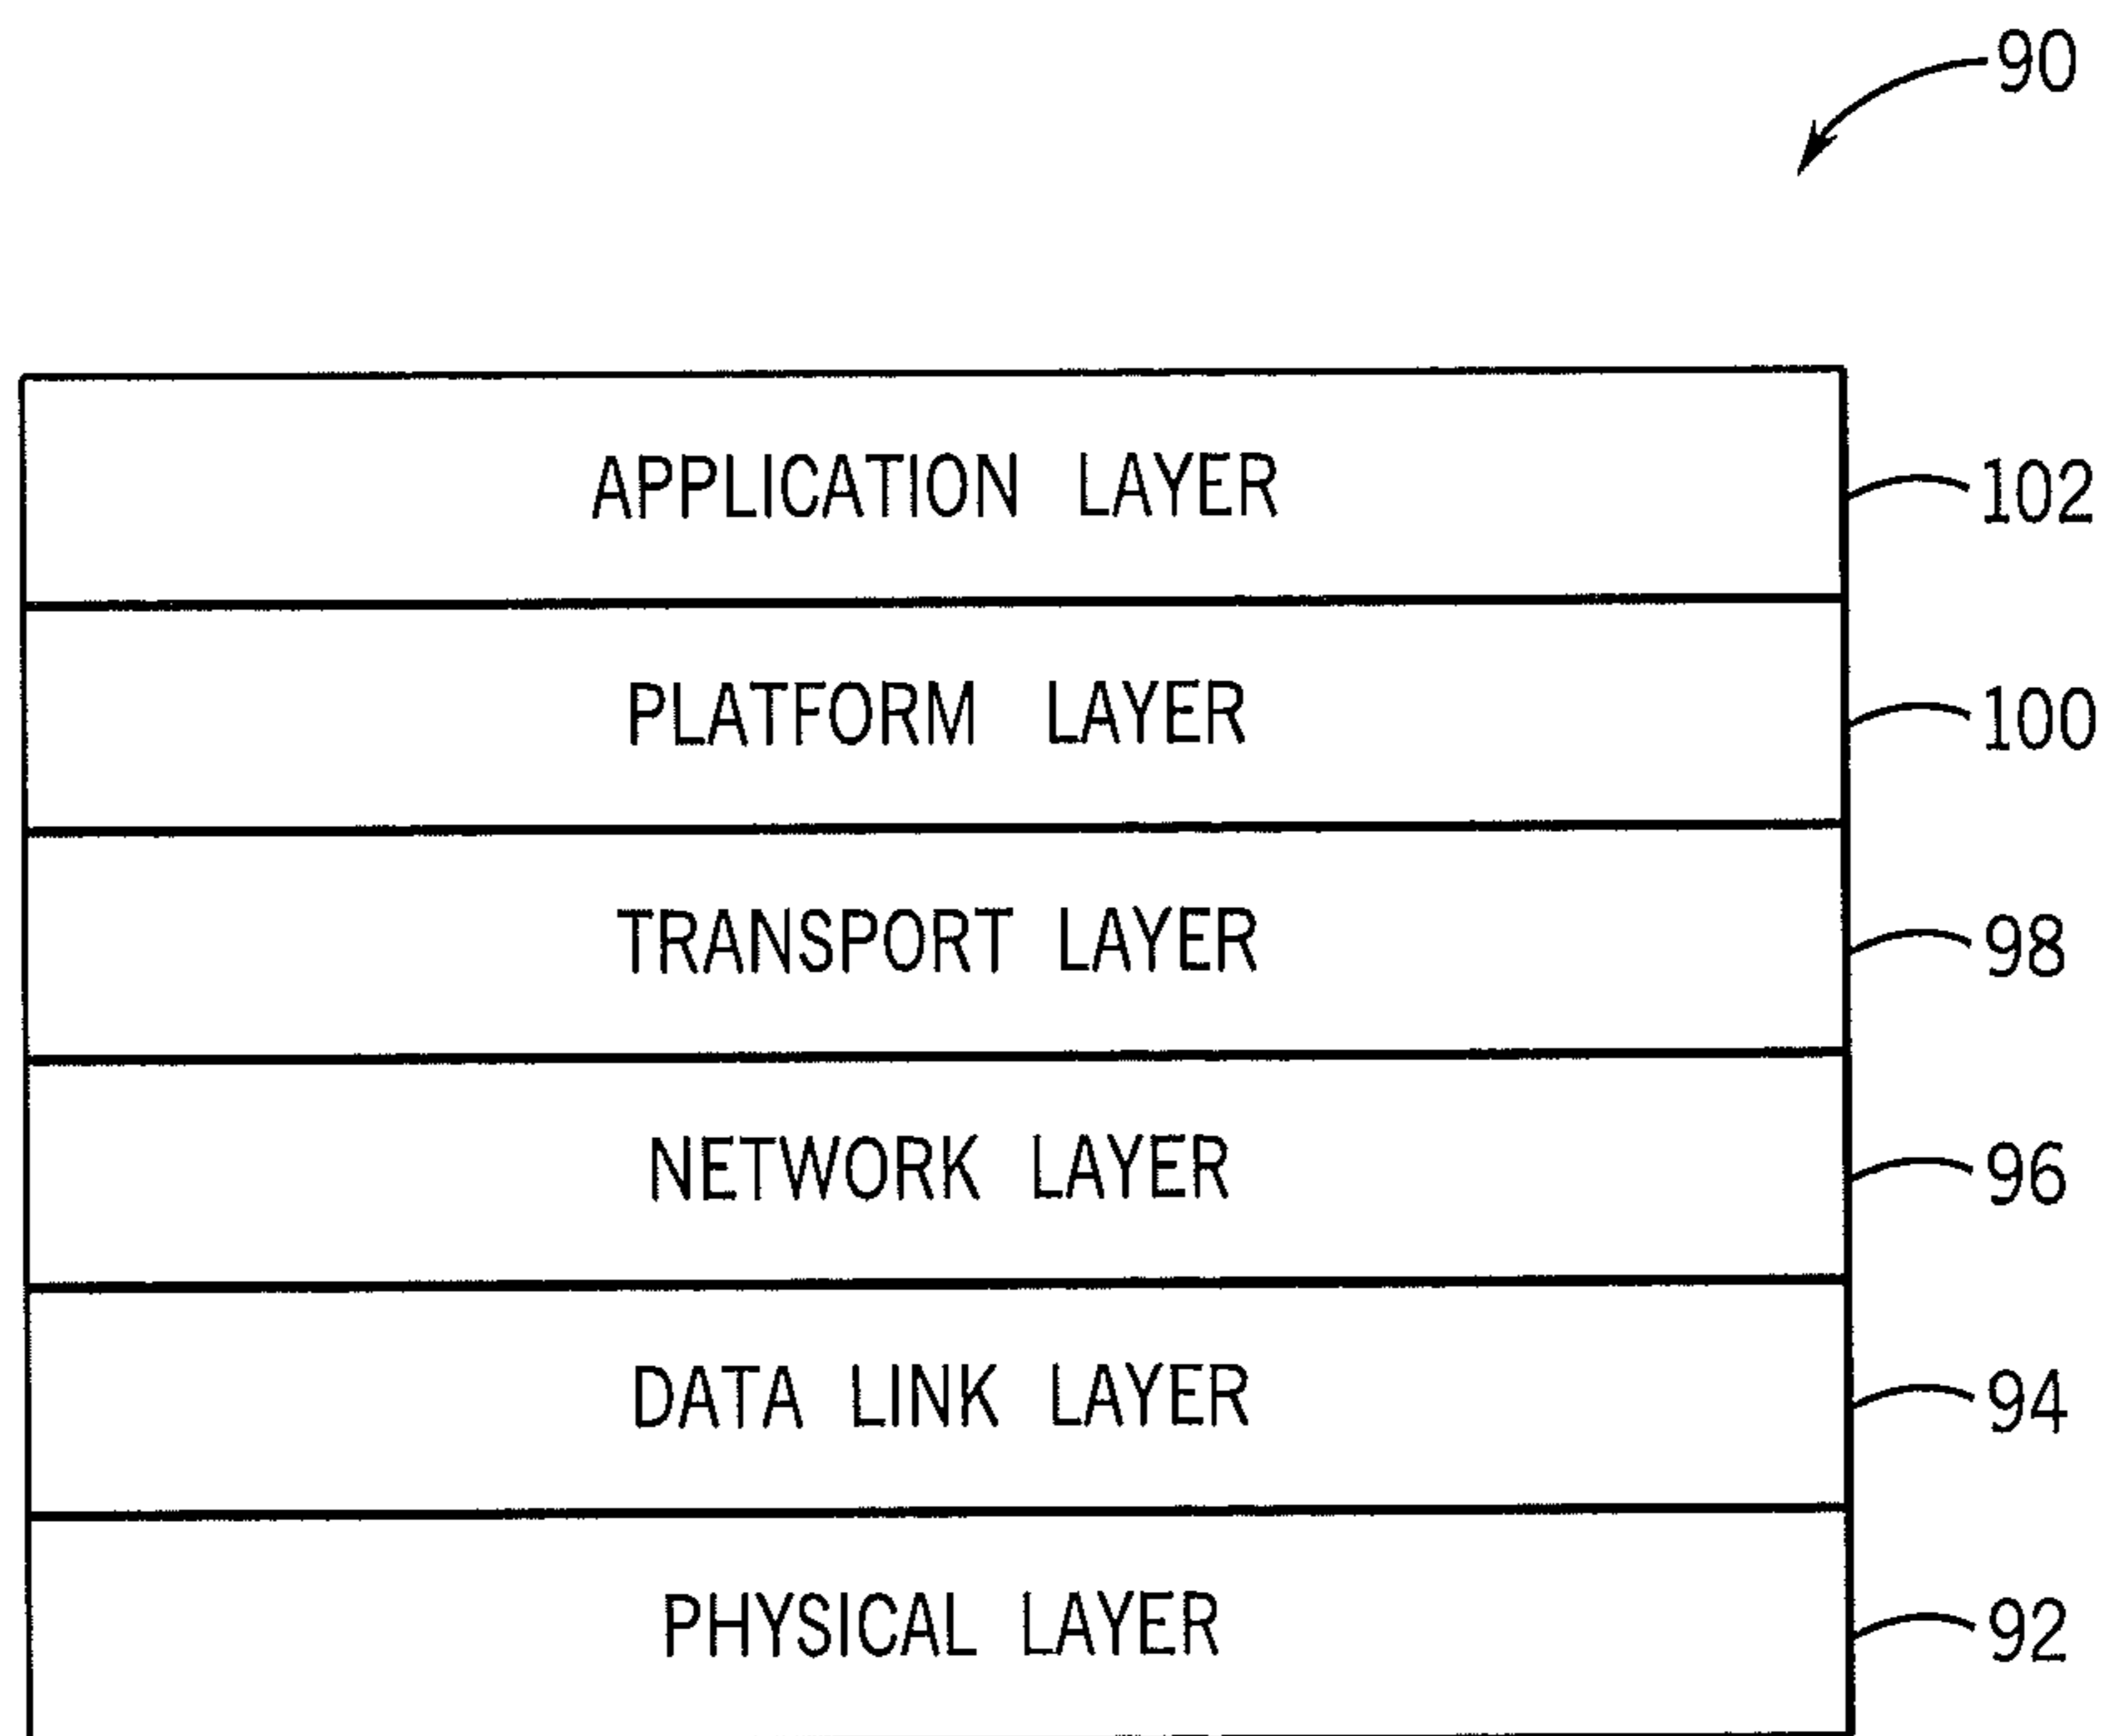 90
APPLICATION LAYER 102
PLATFORM LAYER 100
TRANSPORT LAYER 98
NETWORK LAYER 96
DATA LINK LAYER 94
PHYSICAL LAYER 92